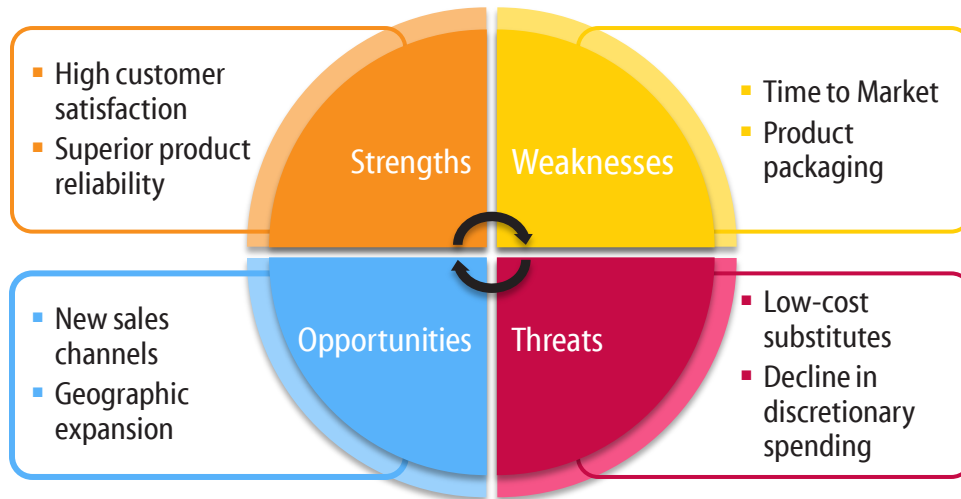 High customer
satisfaction
Superior product
reliability
Strengths
Weaknesses
Time to Market
Product
packaging
New sales
channels
Geographic
expansion
Opportunities
Threats
Low-cost
substitutes
Decline in
discretionary
spending